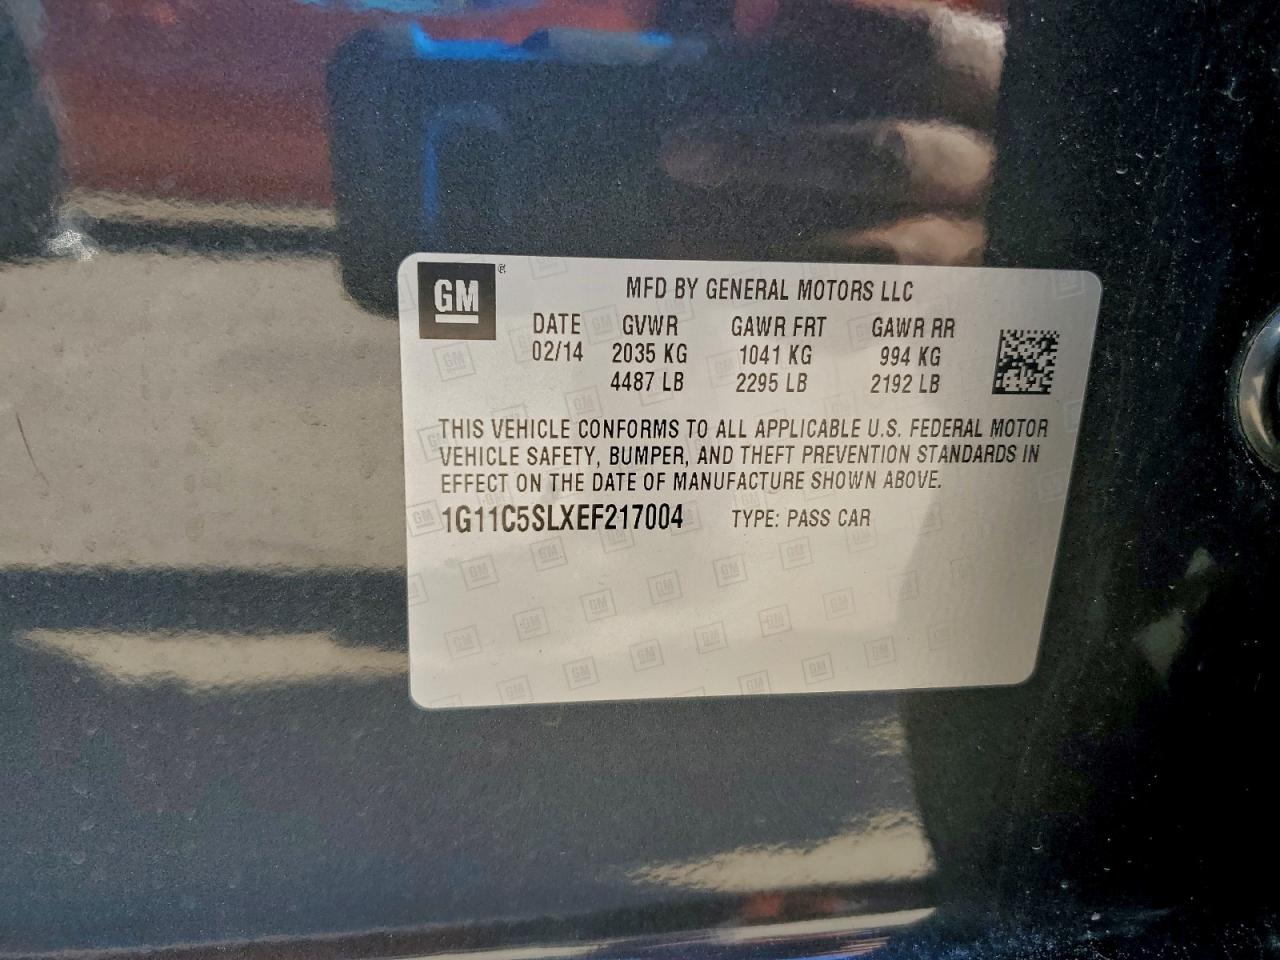 GM ®
MFD BY GENERAL MOTORS LLC
DATE GVWR GAWR FRT GAWR RR
02/14 2035 KG 1041 KG 994 KG
4487 LB 2295 LB 2192 LB
THIS VEHICLE CONFORMS TO ALL APPLICABLE U.S. FEDERAL MOTOR
VEHICLE SAFETY, BUMPER, AND THEFT PREVENTION STANDARDS IN
EFFECT ON THE DATE OF MANUFACTURE SHOWN ABOVE.
1G11C5SLXEF217004 TYPE: PASS CAR